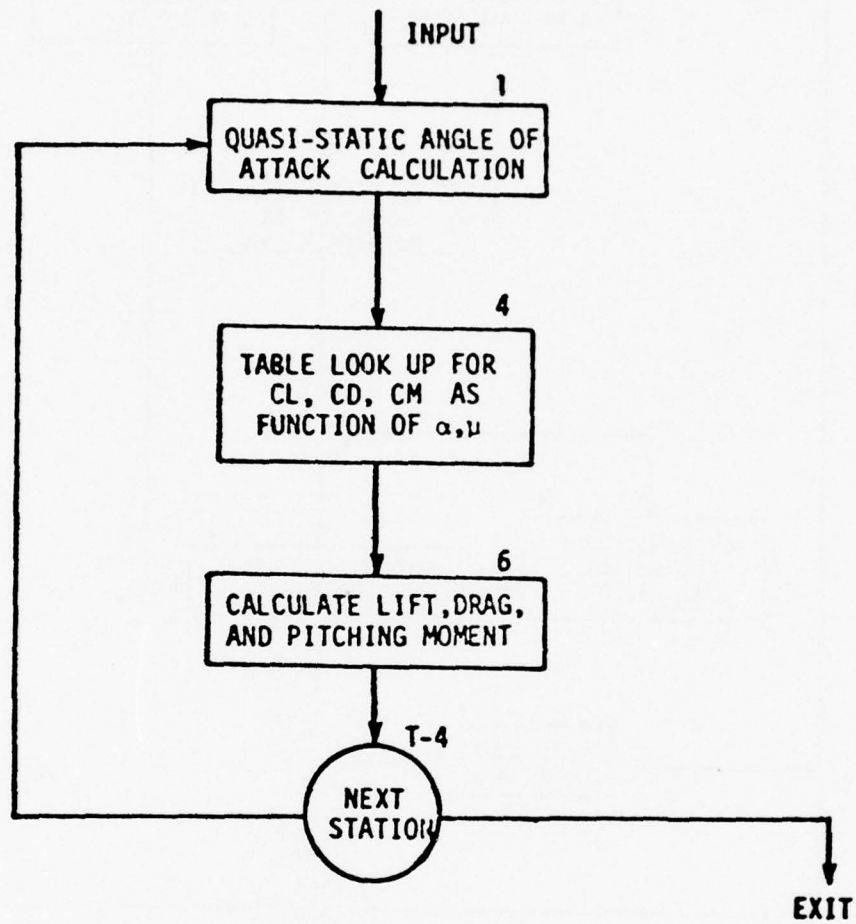 INPUT
1
QUASI-STATIC ANGLE OF
ATTACK CALCULATION
4
TABLE LOOK UP FOR
CL, CD, CM AS
FUNCTION OF α,μ
6
CALCULATE LIFT,DRAG,
AND PITCHING MOMENT
T-4
NEXT
STATION
EXIT